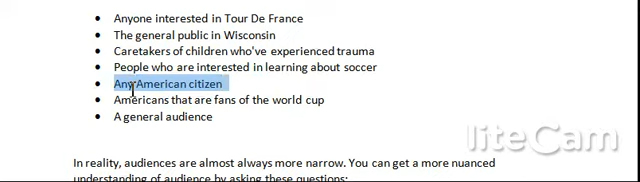 Anyone interested in Tour De France
The general public in Wisconsin
Caretakers of children who've experienced trauma
People who are interested in learning about soccer
Any American citizen
Americans that are fans of the world cup
A general audience
liteCam
In reality, audiences are almost always more narrow. You can get a more nuanced
understanding of audience by asking these questions: